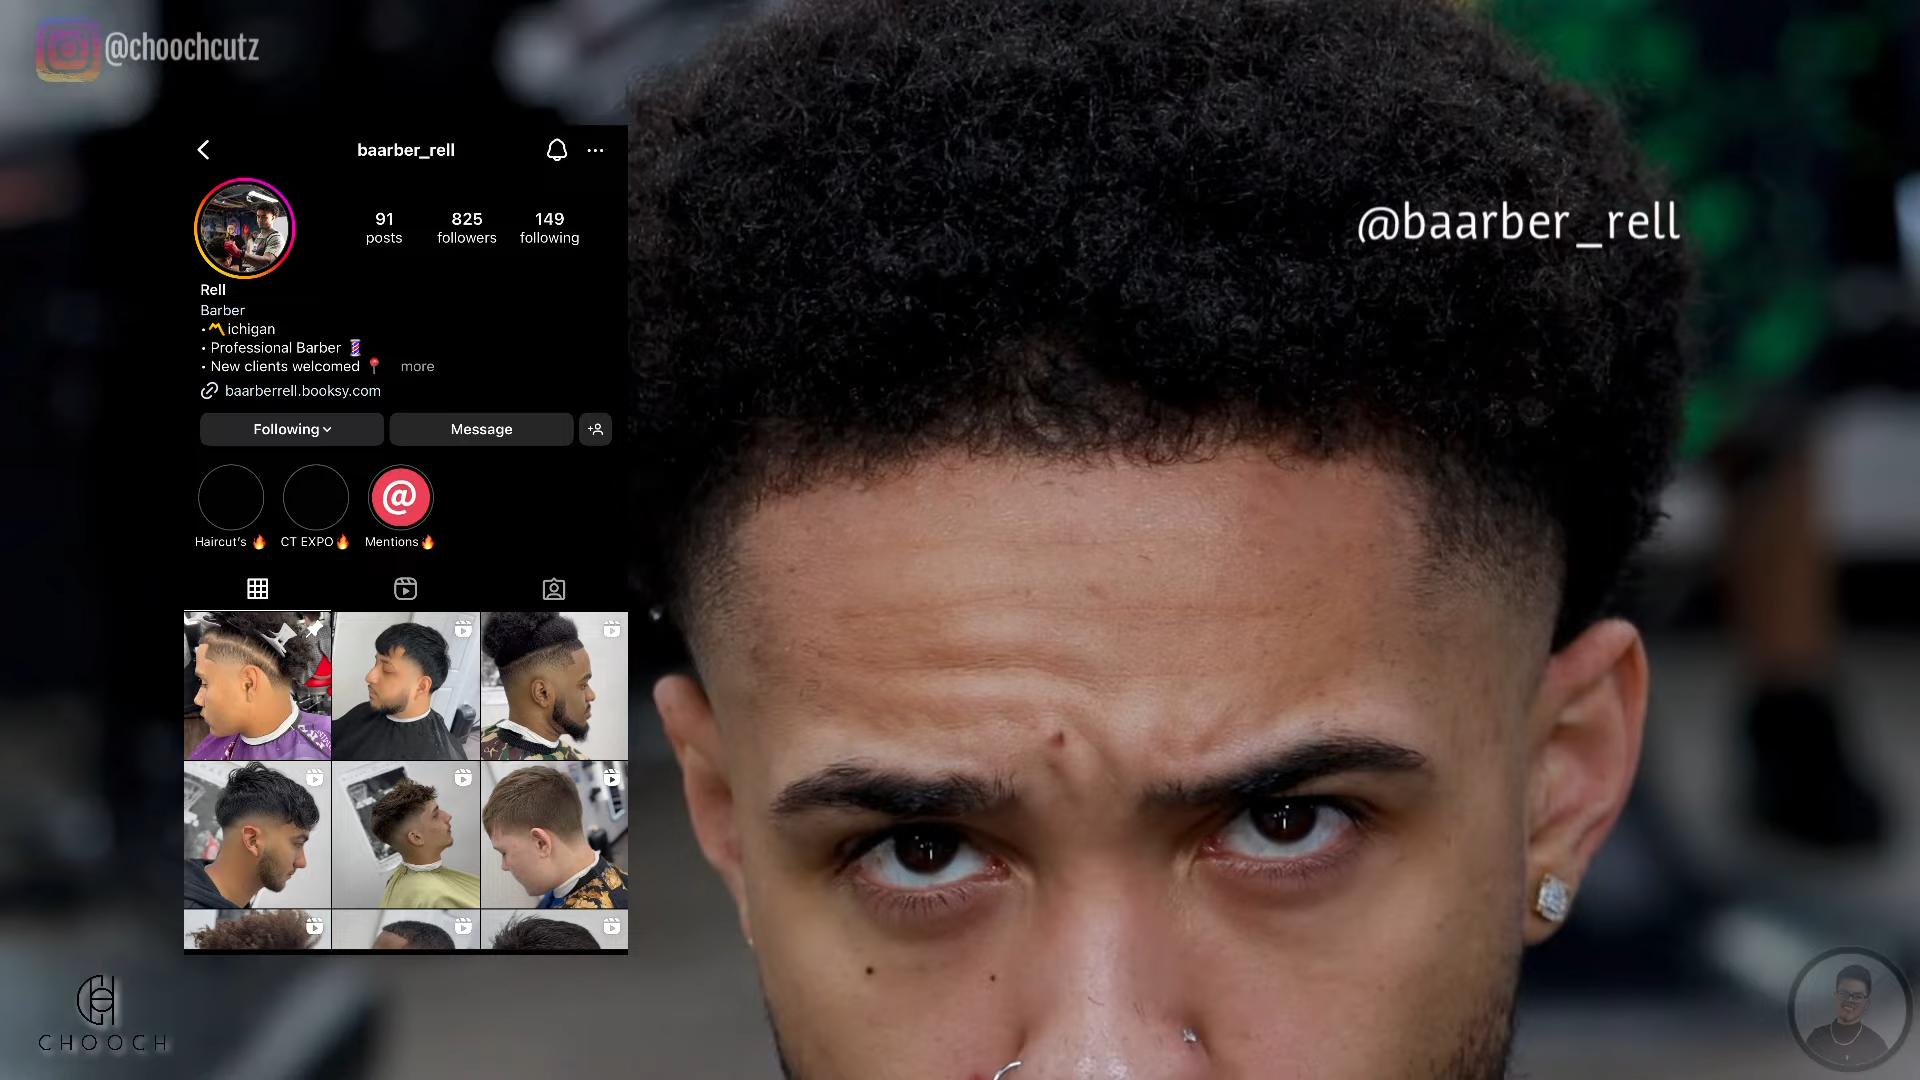 @choochcutz
baarber_rell
91 825 149
posts followers following
@baarber_rell
Rell
Barber
• 〽️ichigan
• Professional Barber 💈
• New clients welcomed 📍 more
baarberrell.booksy.com
Following Message
@
Haircut's 🔥 CT EXPO🔥 Mentions🔥
CHOOCH